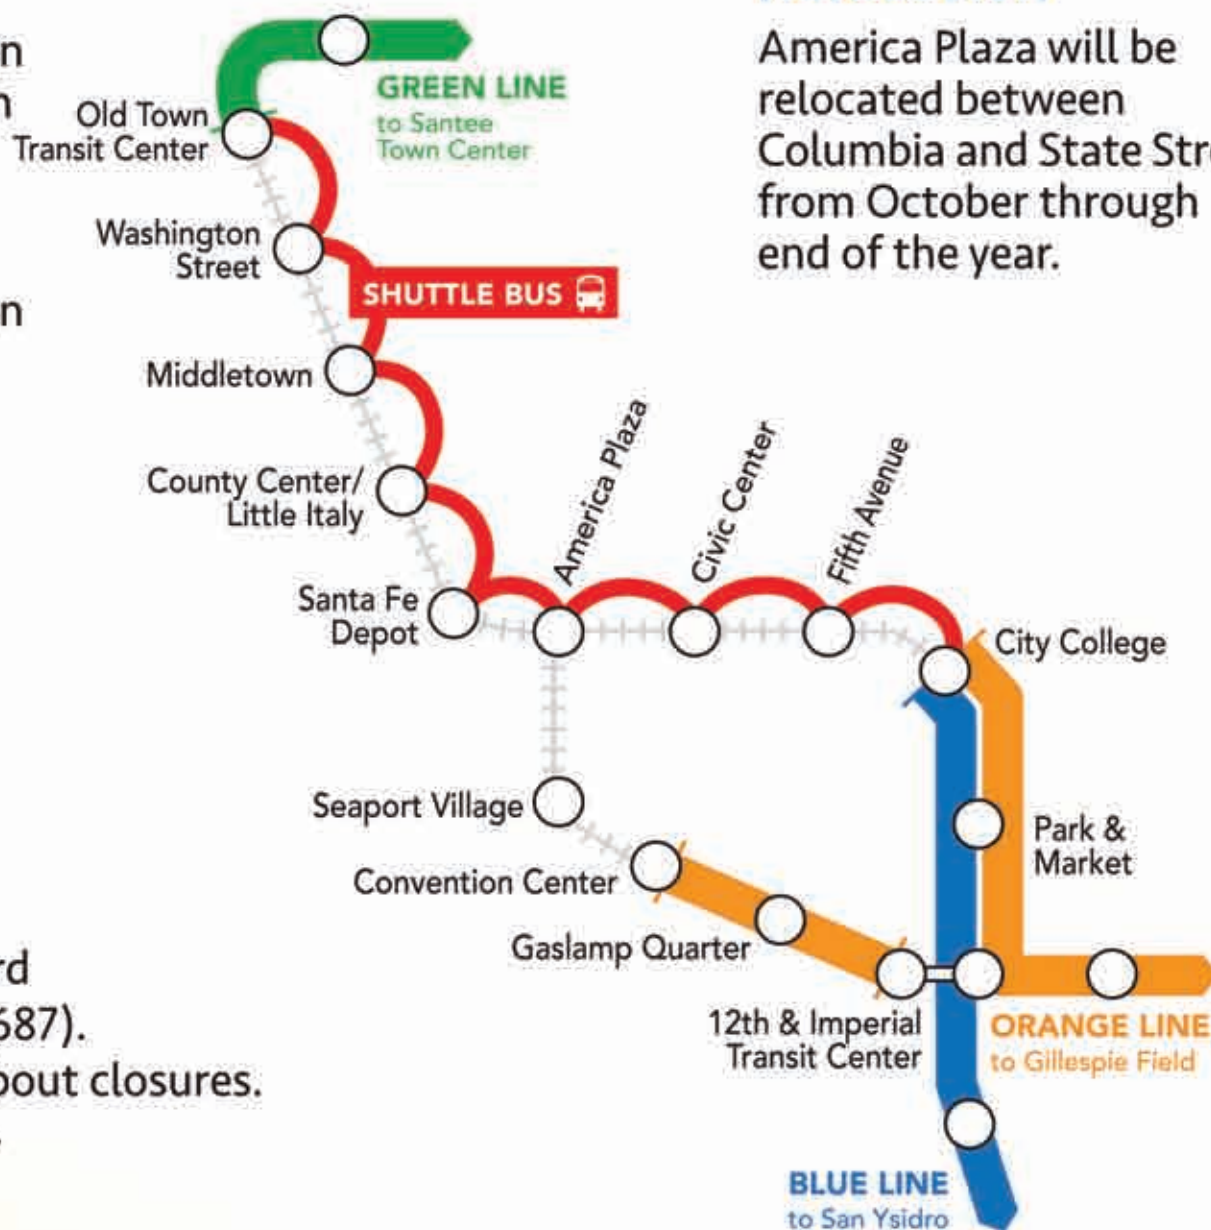 n
n
America Plaza will be
relocated between
Columbia and State Str
from October through
end of the year.
GREEN LINE
to Santee
Town Center
Old Town
Transit Center
Washington
Street
SHUTTLE BUS
n
Middletown
County Center/
Little Italy
America Plaza
Civic Center
Fifth Avenue
Santa Fe
Depot
City College
Seaport Village
Park &
Market
Convention Center
Gaslamp Quarter
rd
687).
bout closures.
12th & Imperial
Transit Center
ORANGE LINE
to Gillespie Field
BLUE LINE
to San Ysidro